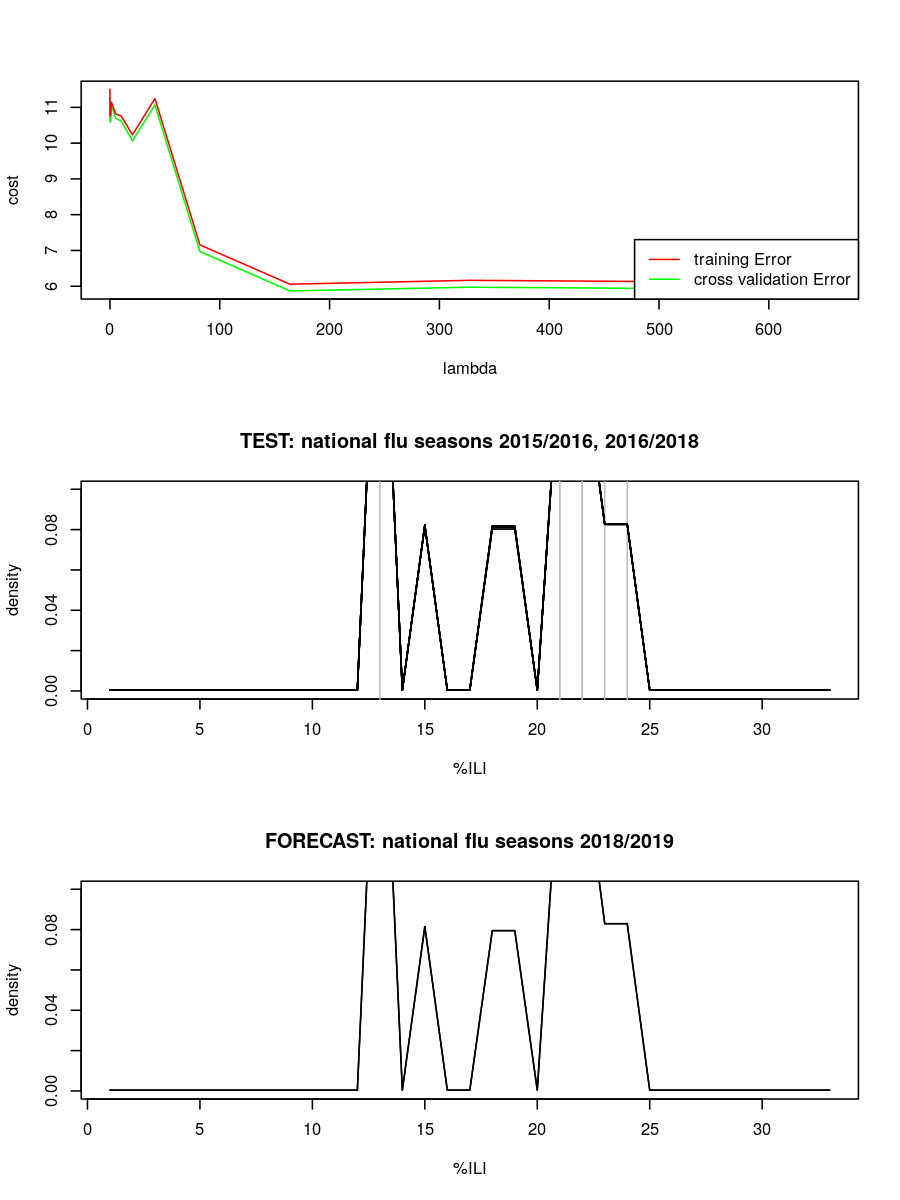 11
10
9
8
7
6
cost
training Error
cross validation Error
0 100 200 300 400 500 600
lambda
TEST: national flu seasons 2015/2016, 2016/2018
0.08
0.04
0.00
density
0 5 10 15 20 25 30
%ILI
FORECAST: national flu seasons 2018/2019
0.08
0.04
0.00
density
0 5 10 15 20 25 30
%ILI